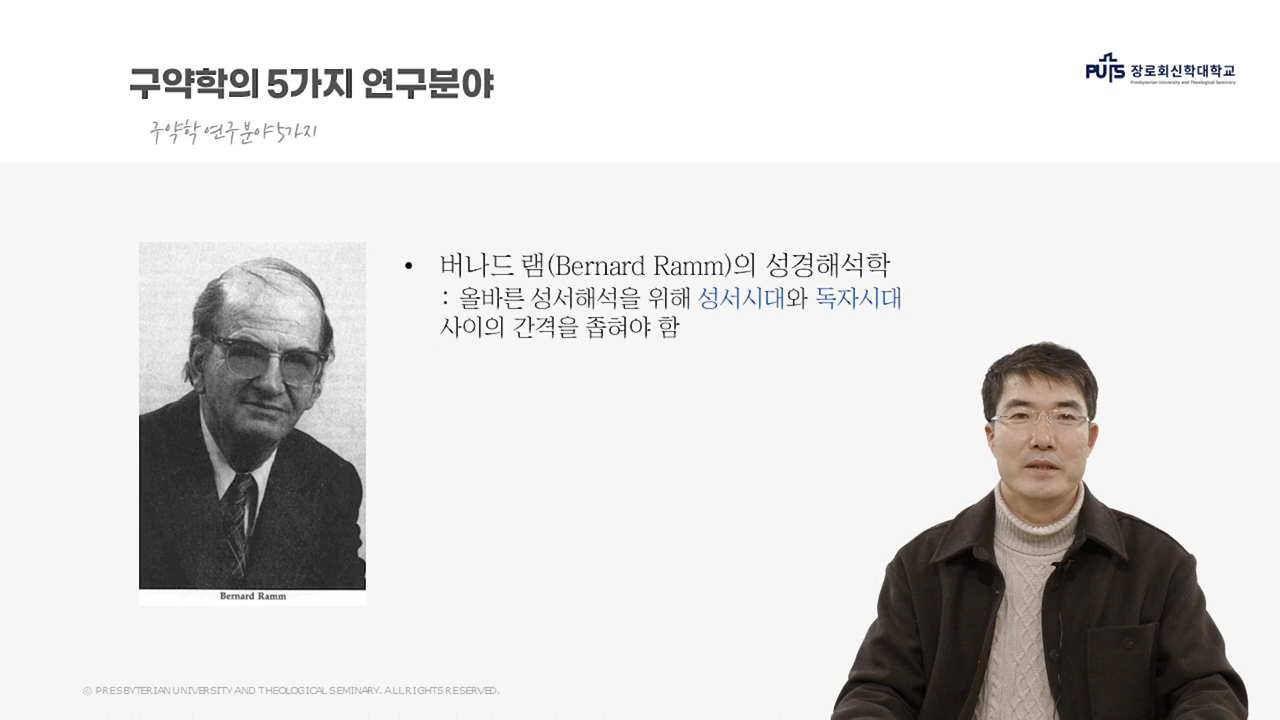 구약학의 5가지 연구분야
구약학 연구분야 5가지
PUTS 장로회신학대학교
Presbyterian University and Theological Seminary
• 버나드 램(Bernard Ramm)의 성경해석학
: 올바른 성서해석을 위해 성서시대와 독자시대
사이의 간격을 좁혀야 함
Bernard Ramm
© PRESBYTERIAN UNIVERSITY AND THEOLOGICAL SEMINARY. ALL RIGHTS RESERVED.